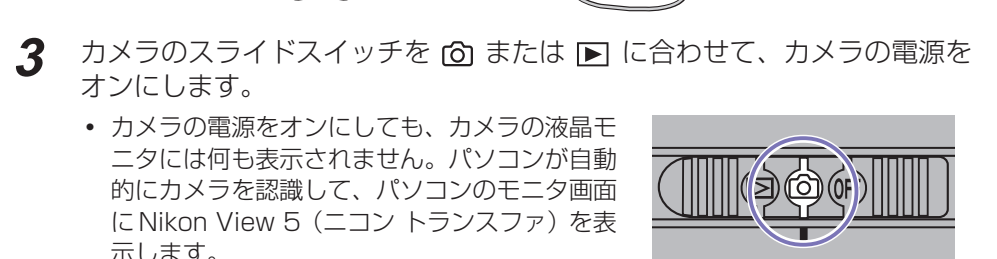 3 カメラのスライドスイッチを または に合わせて、カメラの電源を
オンにします。
• カメラの電源をオンにしても、カメラの液晶モ
ニタには何も表示されません。パソコンが自動
的にカメラを認識して、パソコンのモニタ画面
にNikon View 5（ニコン トランスファ）を表
示します。